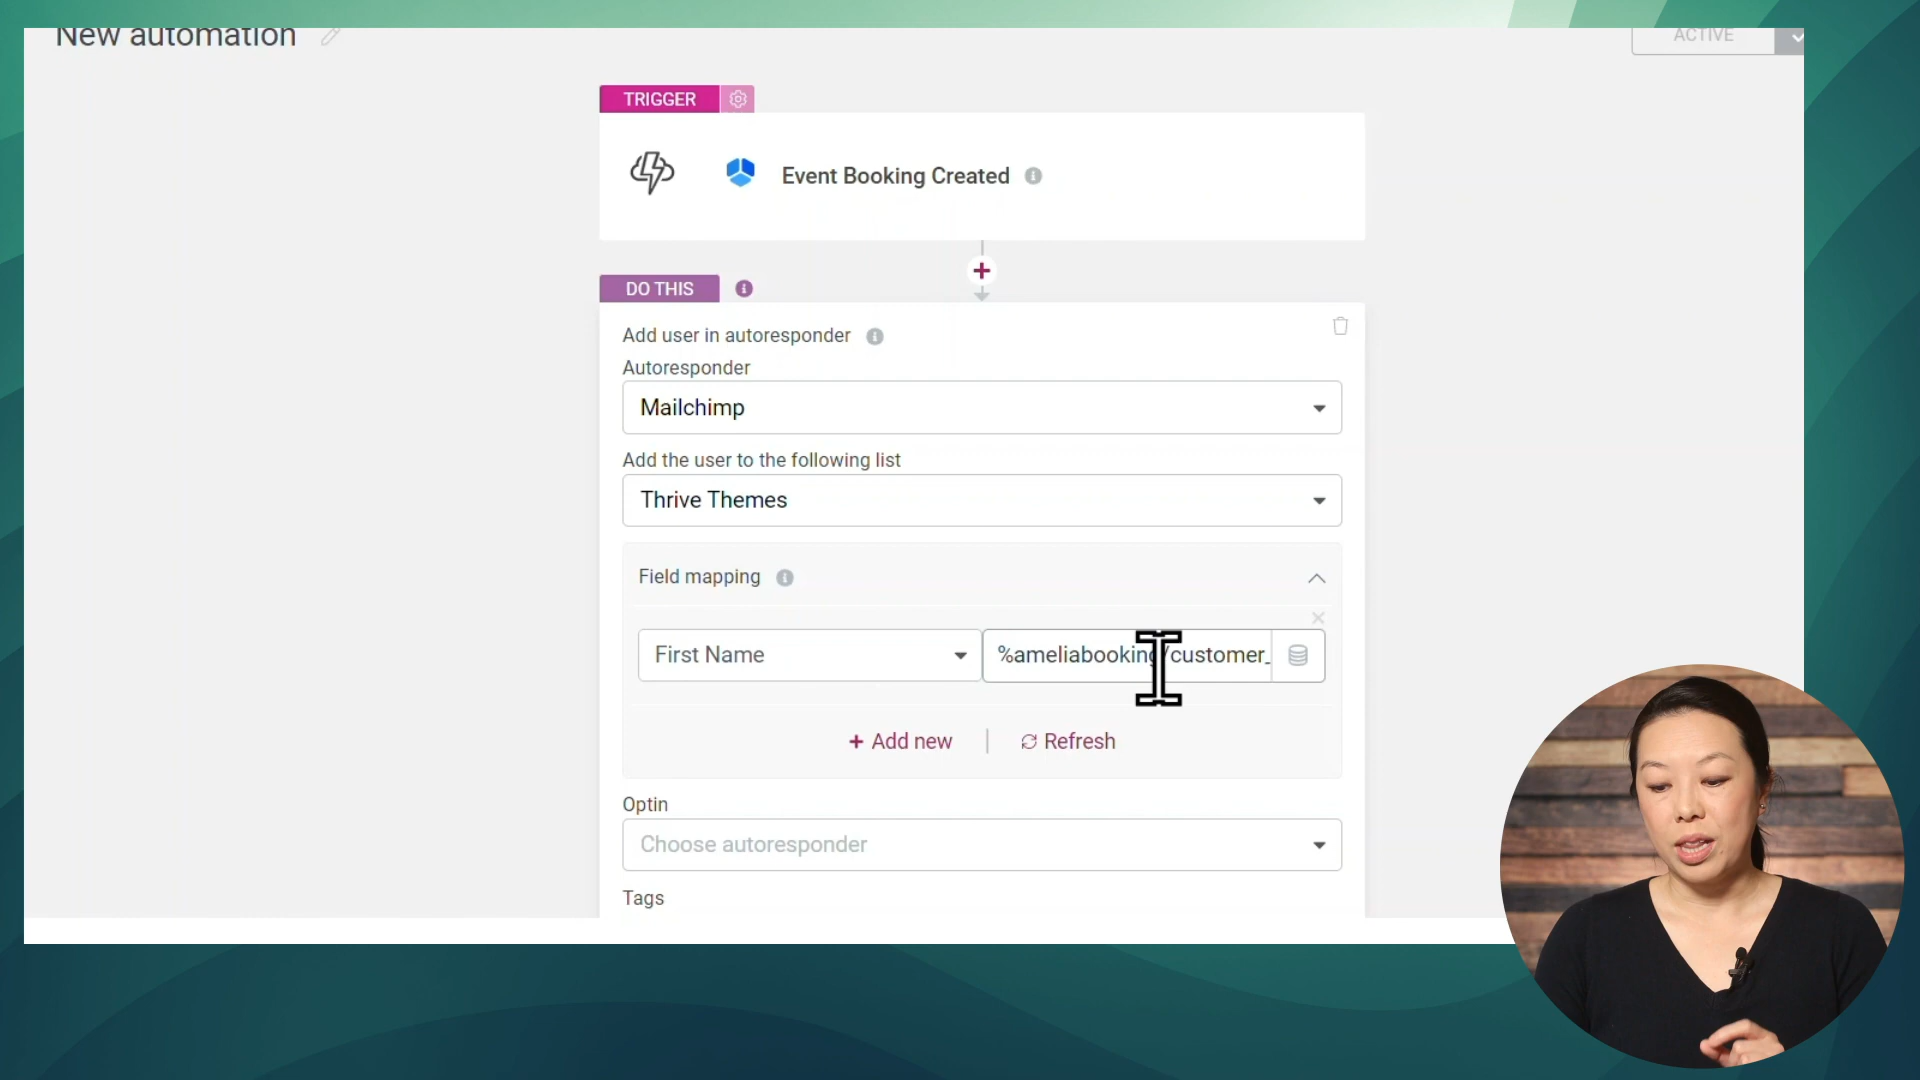 New automation
ACTIVE
TRIGGER
Event Booking Created
DO THIS
Add user in autoresponder
Autoresponder
Mailchimp
Add the user to the following list
Thrive Themes
Field mapping
First Name
%ameliabooking/customer_
+ Add new
Refresh
Optin
Choose autoresponder
Tags